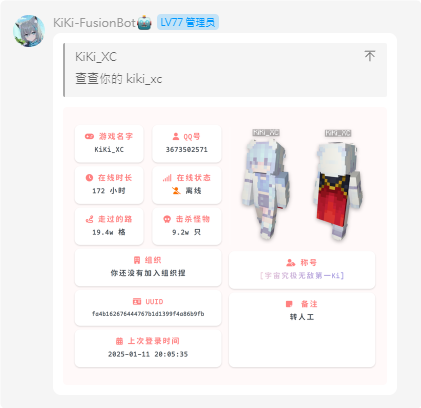 KiKi-FusionBot🤖 LV77 管理员
KiKi_XC
查查你的 kiki_xc
游戏名字
KiKi_XC
QQ号
3673502571
在线时长
172 小时
在线状态
离线
走过的路
19.4w 格
击杀怪物
9.2w 只
组织
你还没有加入组织捏
UUID
fa4b162676444767b1d1399f4a86b9fb
上次登录时间
2025-01-11 20:05:35
KiKi_XC
KiKi_XC
称号
[宇宙究极无敌第一Ki]
备注
转人工